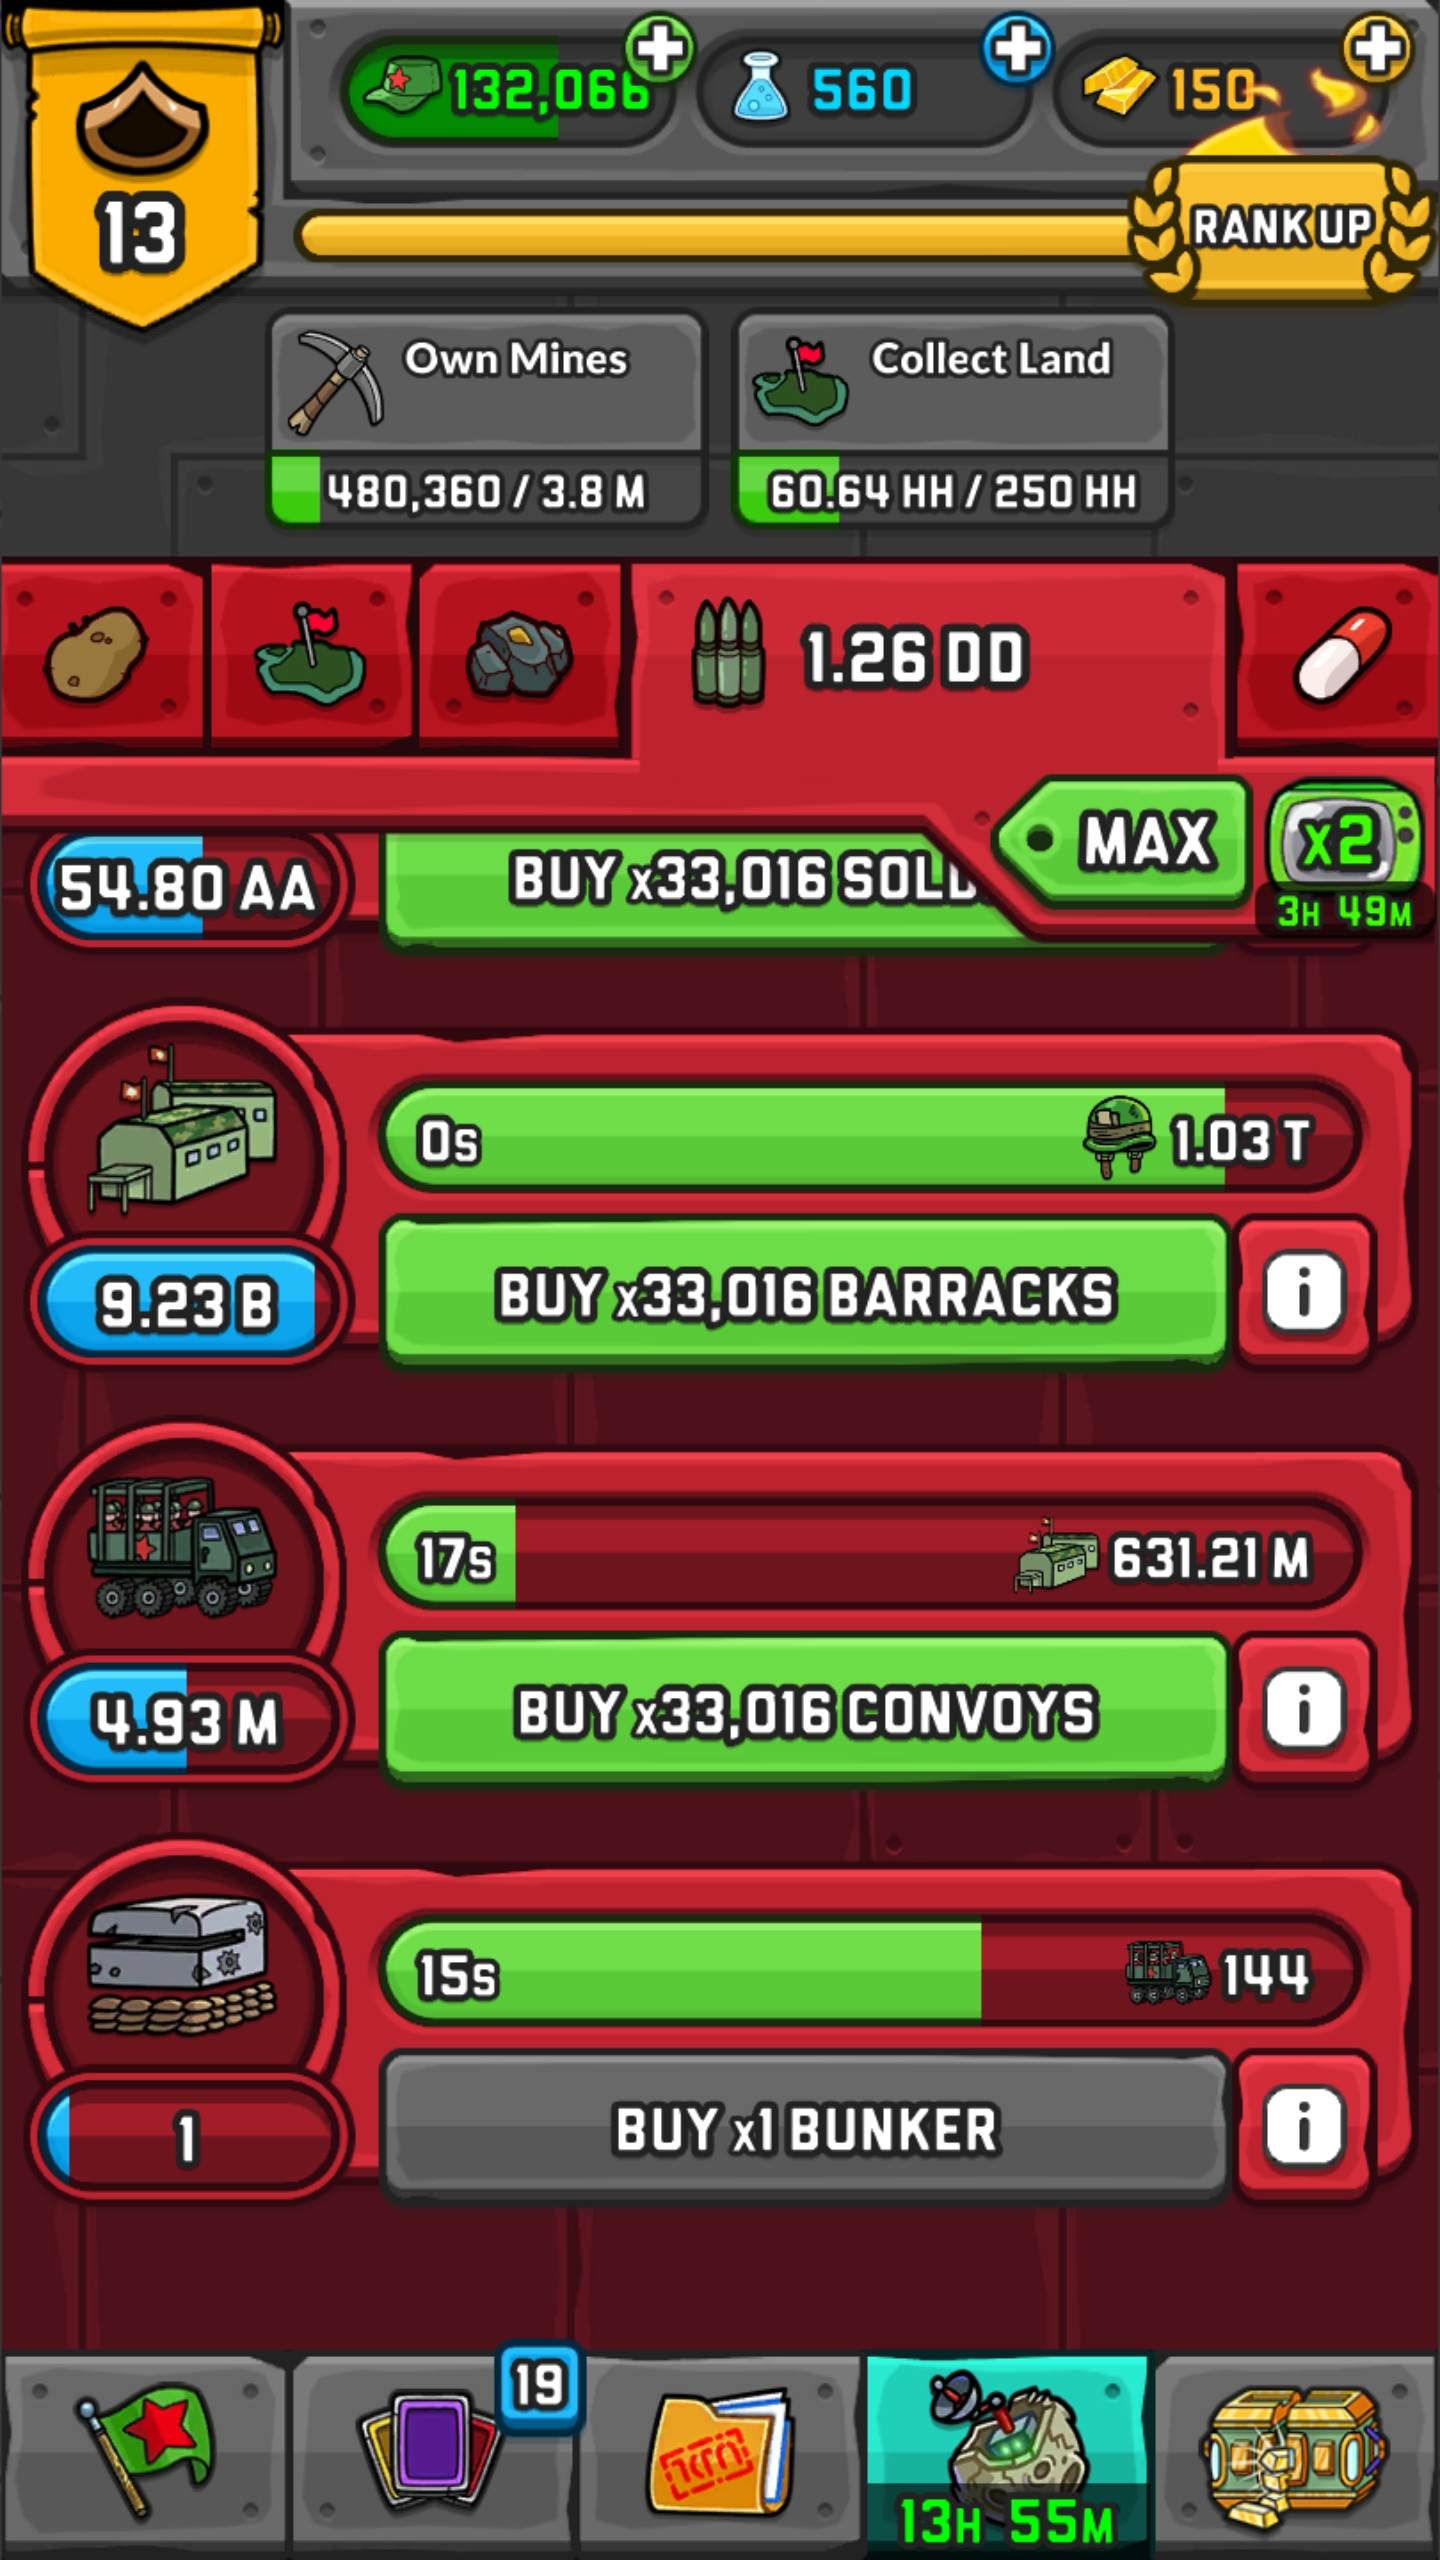 132,066
560
150
13
RANK UP
Own Mines
Collect Land
480,360 / 3.8 M
60.64 HH / 250 HH
1.26 DD
MAX
x2
3H 49M
54.80 AA
BUY x33,016 SOLD
0s
1.03 T
9.23 B
BUY x33,016 BARRACKS
i
17s
631.21 M
4.93 M
BUY x33,016 CONVOYS
i
15s
144
1
BUY x1 BUNKER
i
19
13H 55M